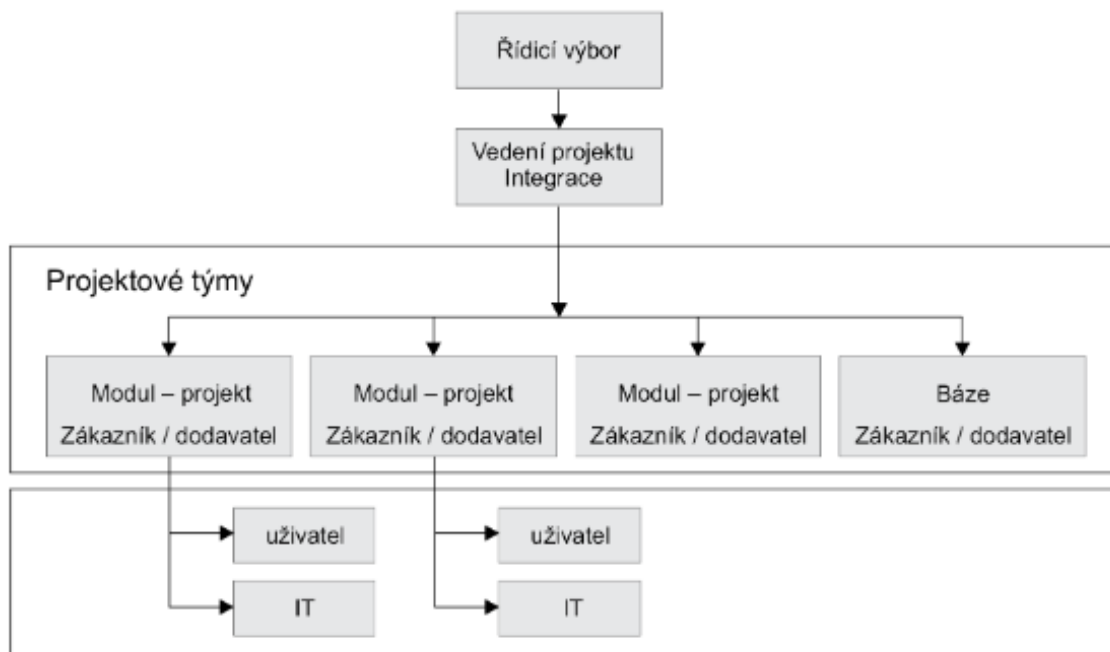 Řídicí výbor
Vedení projektu
Integrace
Projektové týmy
Modul – projekt
Zákazník / dodavatel
Modul – projekt
Zákazník / dodavatel
Modul – projekt
Zákazník / dodavatel
Báze
Zákazník / dodavatel
uživatel
IT
uživatel
IT